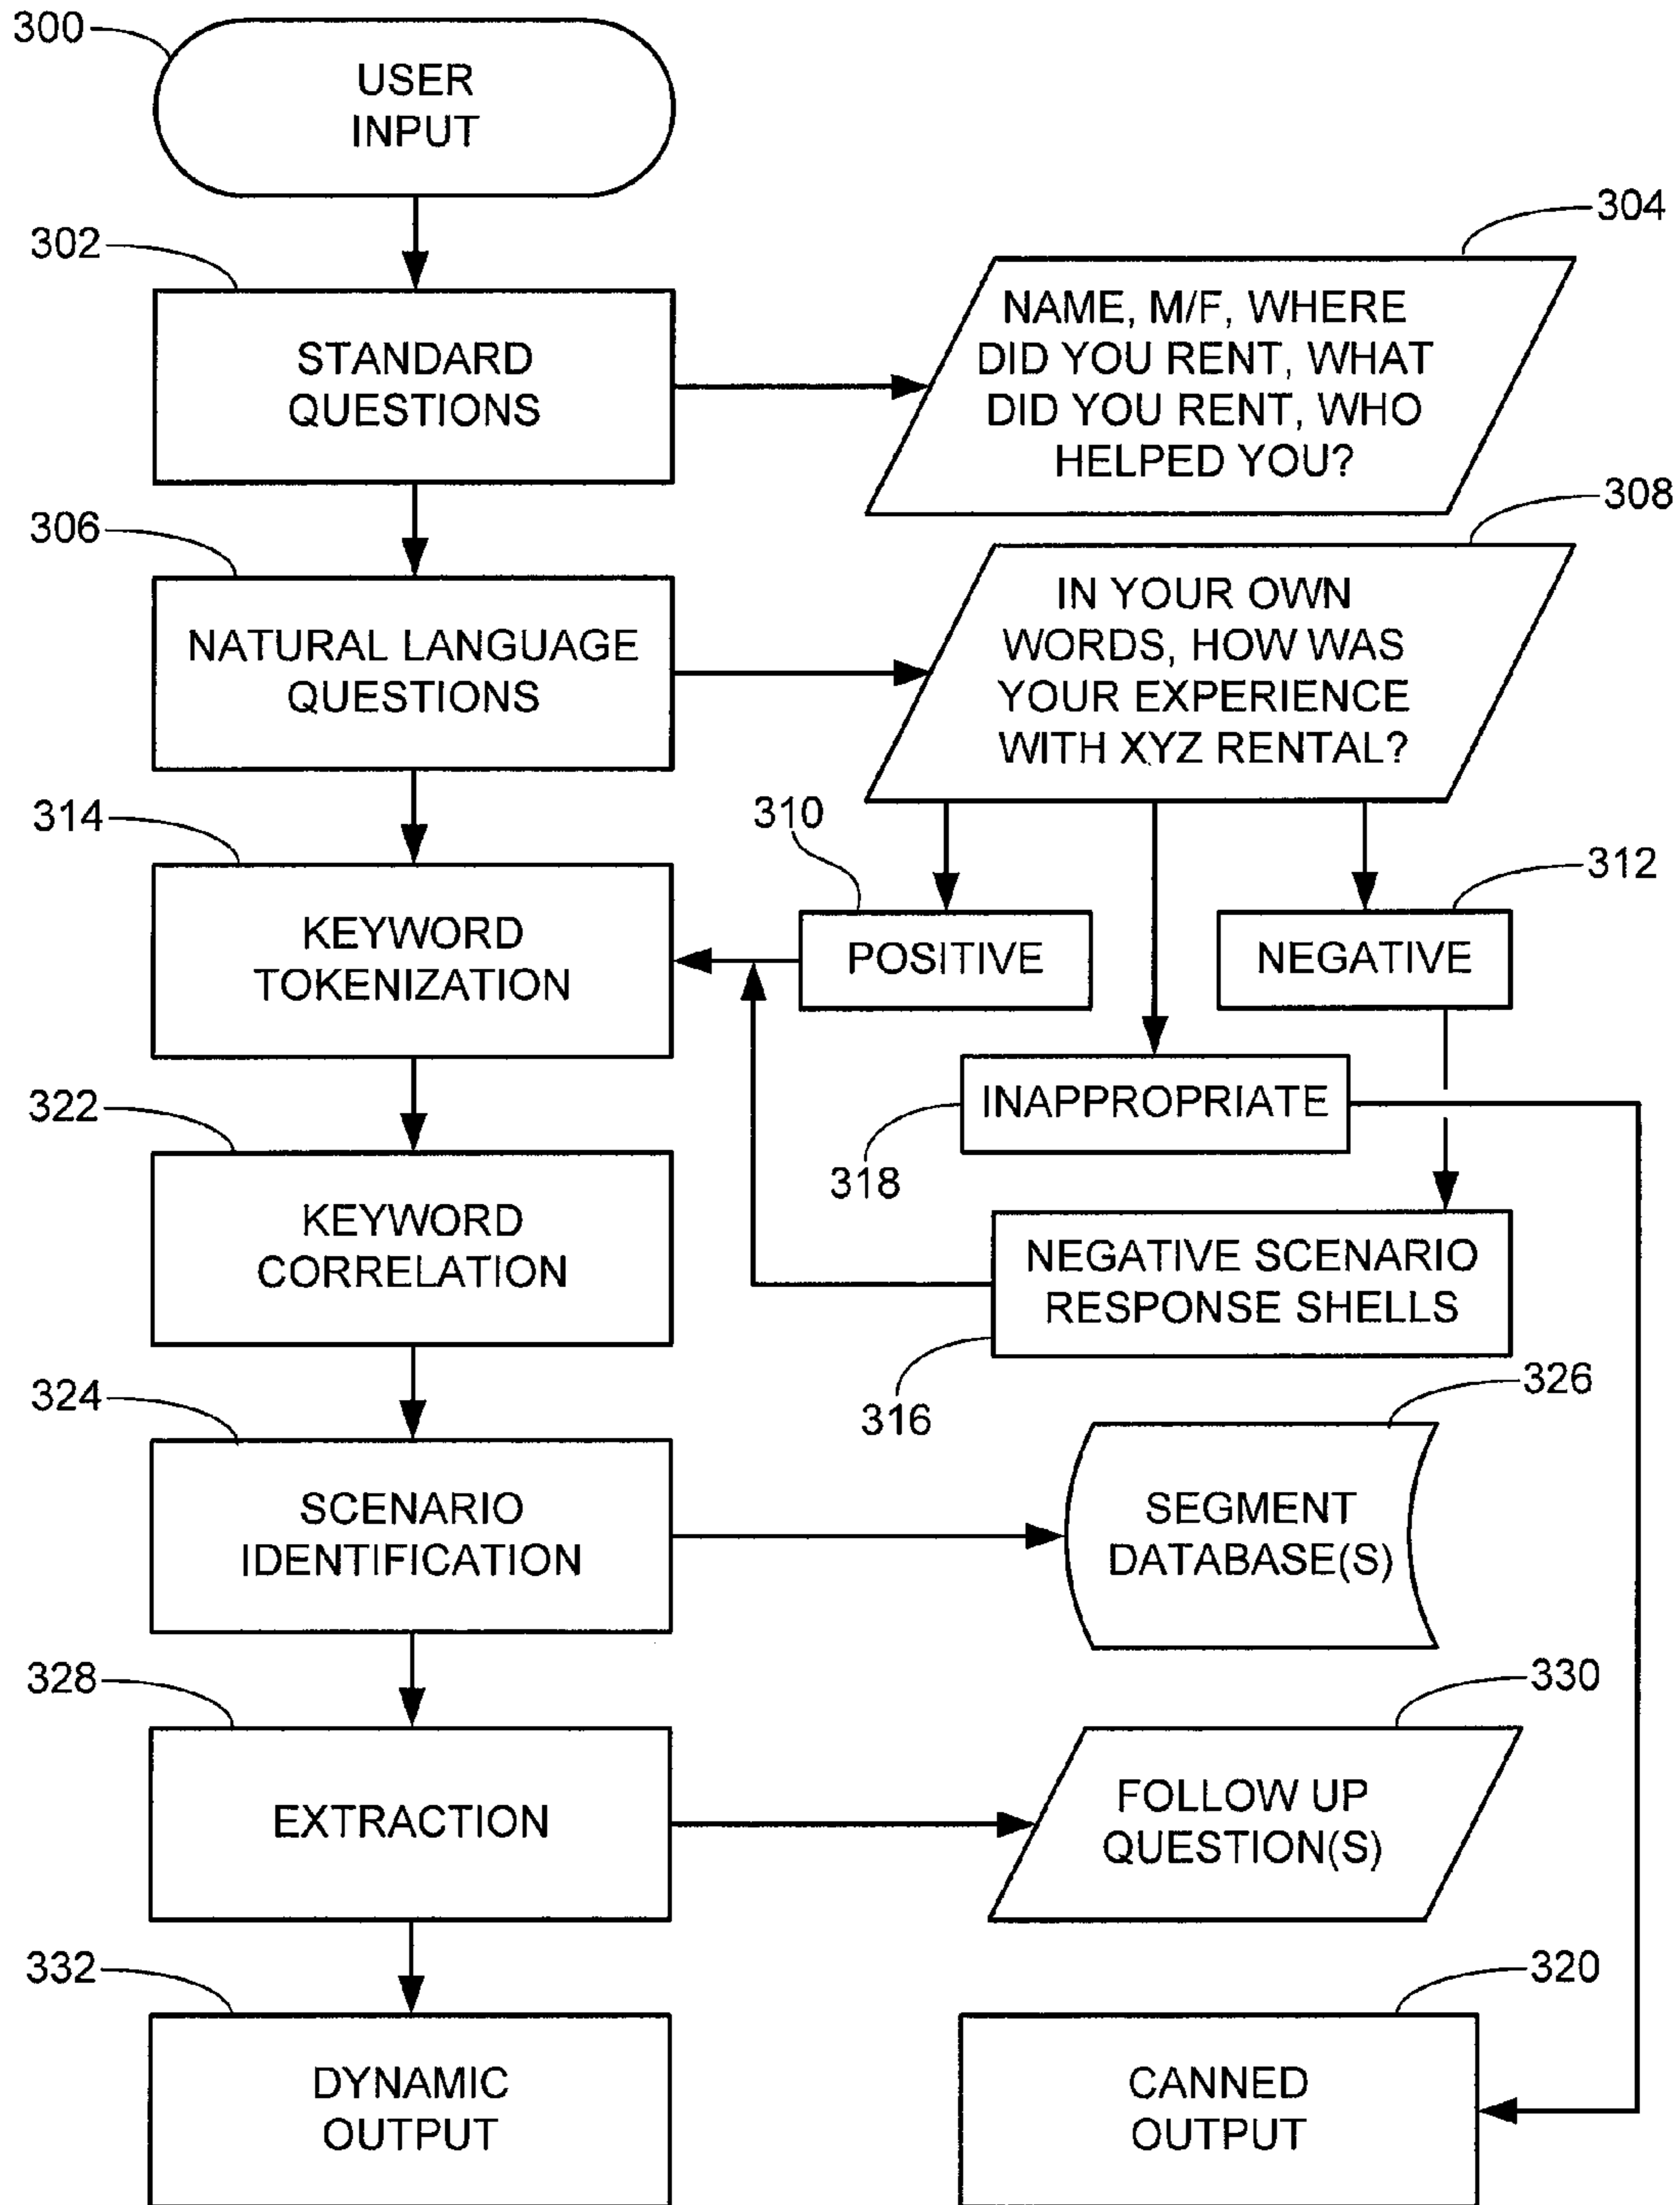 300
USER
INPUT
302
STANDARD
QUESTIONS
304
NAME, M/F, WHERE
DID YOU RENT, WHAT
DID YOU RENT, WHO
HELPED YOU?
306
NATURAL LANGUAGE
QUESTIONS
308
IN YOUR OWN
WORDS, HOW WAS
YOUR EXPERIENCE
WITH XYZ RENTAL?
310
POSITIVE
312
NEGATIVE
314
KEYWORD
TOKENIZATION
318
INAPPROPRIATE
316
NEGATIVE SCENARIO
RESPONSE SHELLS
322
KEYWORD
CORRELATION
324
SCENARIO
IDENTIFICATION
326
SEGMENT
DATABASE(S)
328
EXTRACTION
330
FOLLOW UP
QUESTION(S)
332
DYNAMIC
OUTPUT
320
CANNED
OUTPUT